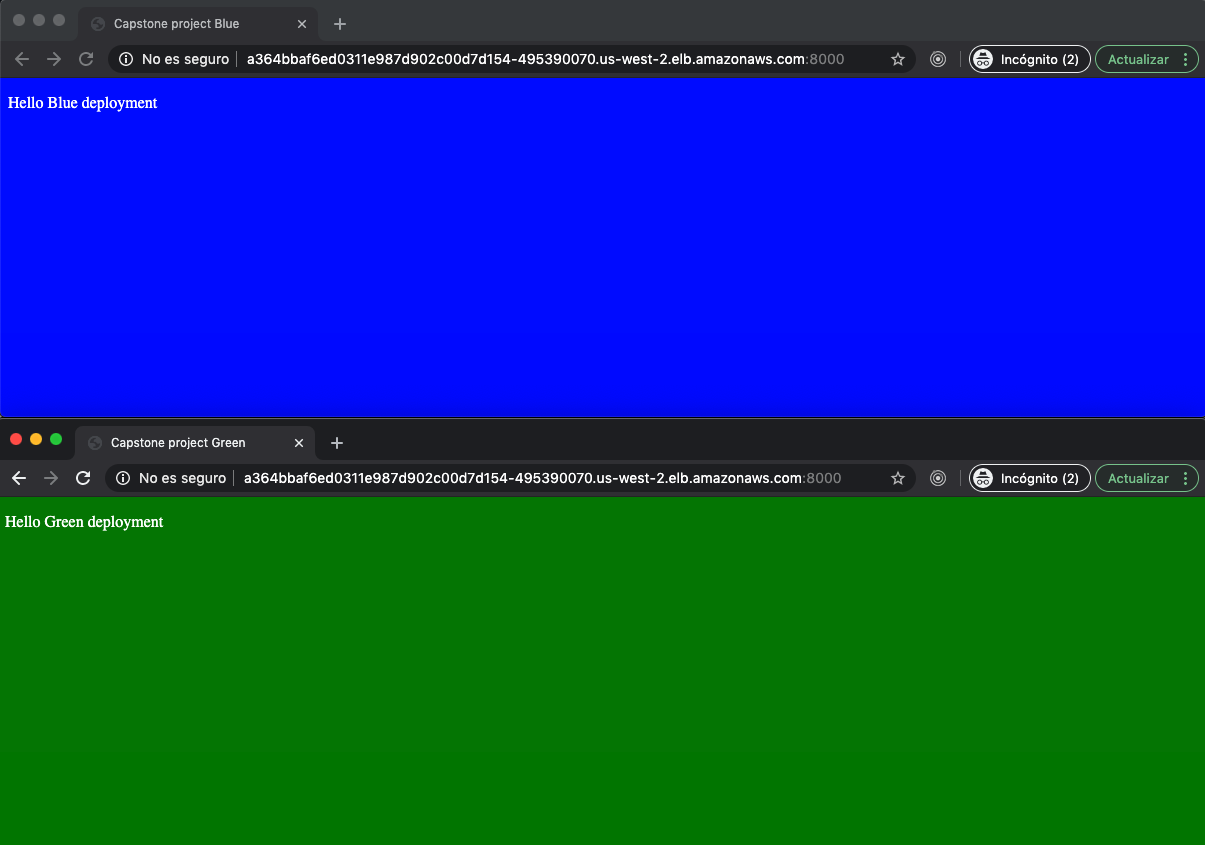 Capstone project Blue
No es seguro a364bbaf6ed0311e987d902c00d7d154-495390070.us-west-2.elb.amazonaws.com:8000 Incógnito (2) Actualizar
Hello Blue deployment
Capstone project Green
No es seguro a364bbaf6ed0311e987d902c00d7d154-495390070.us-west-2.elb.amazonaws.com:8000 Incógnito (2) Actualizar
Hello Green deployment